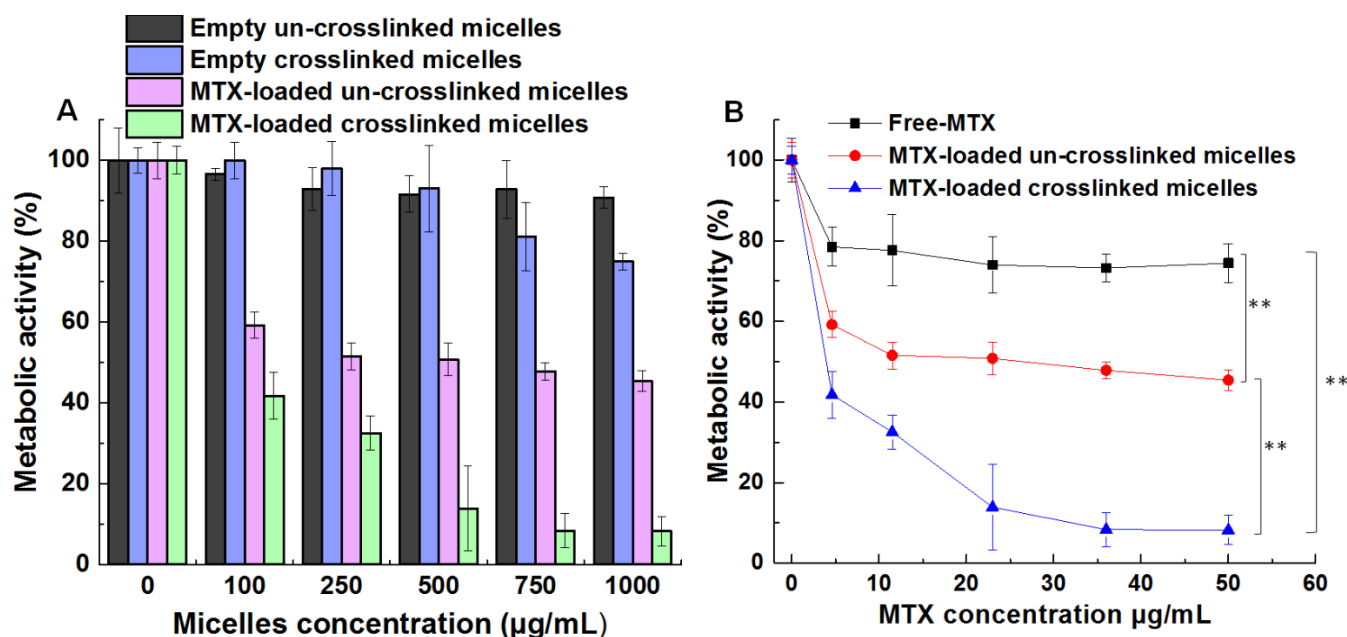 Empty un-crosslinked micelles
Empty crosslinked micelles
MTX-loaded un-crosslinked micelles
MTX-loaded crosslinked micelles
A
100
80
60
40
20
0
Metabolic activity (%)
0 100 250 500 750 1000
Micelles concentration (µg/mL)
B
Free-MTX
MTX-loaded un-crosslinked micelles
MTX-loaded crosslinked micelles
100
80
60
40
20
0
Metabolic activity (%)
**
**
**
0 10 20 30 40 50 60
MTX concentration µg/mL